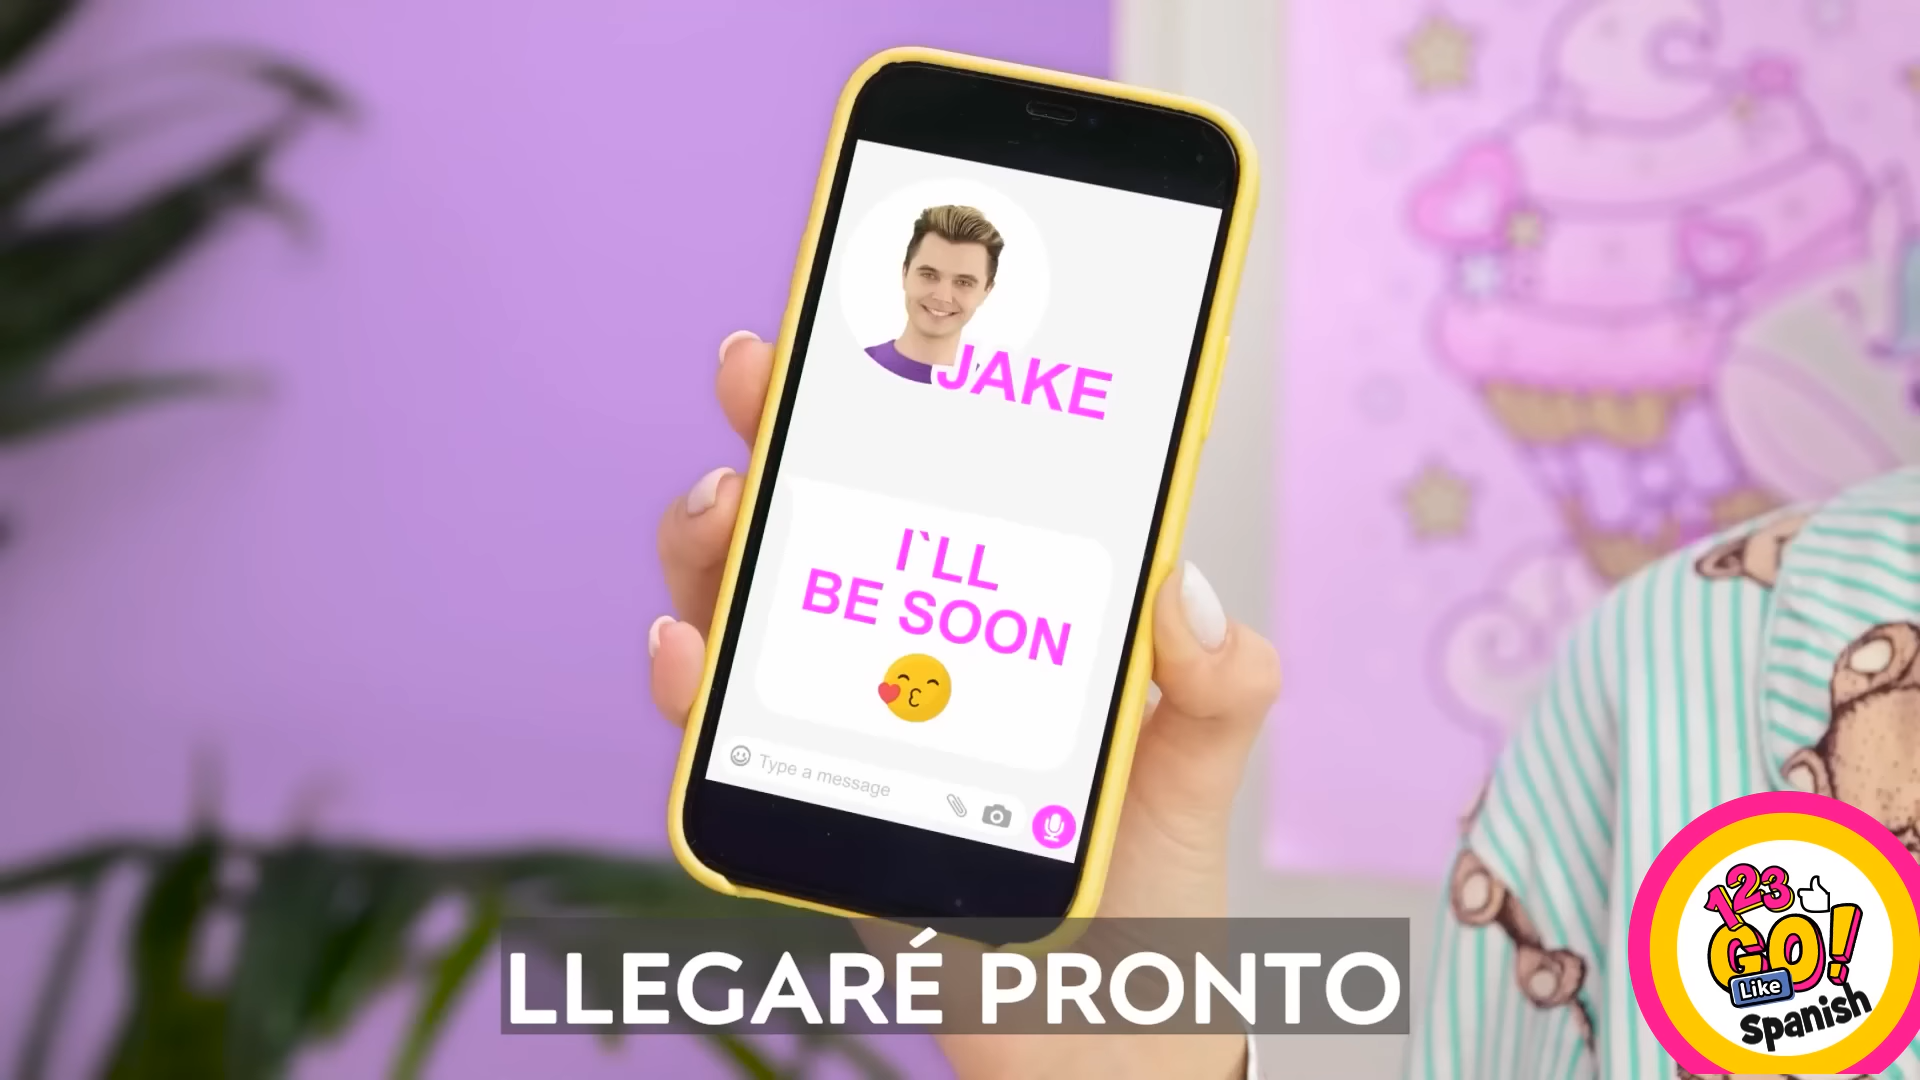 JAKE
I`LL
BE SOON
Type a message
LLEGARÉ PRONTO
123
GO!
Like
Spanish